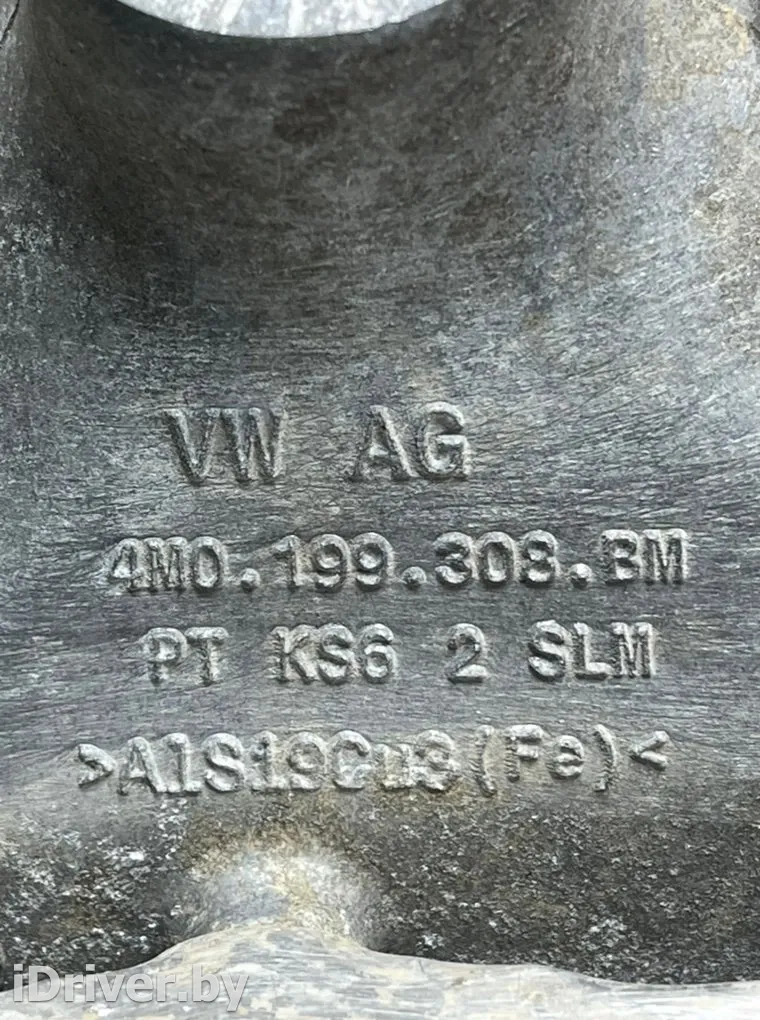 VW AG
4M0.199.308.BM
PT KS6 2 SLM
>AlSi9Cu3(Fe)<
iDriver.by